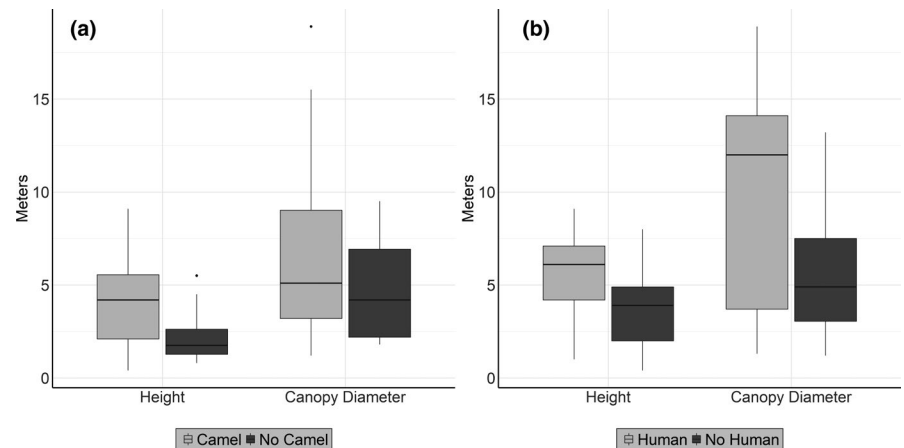 (a)
Meters
15
10
5
0
Height Canopy Diameter
Camel No Camel
(b)
Meters
15
10
5
0
Height Canopy Diameter
Human No Human